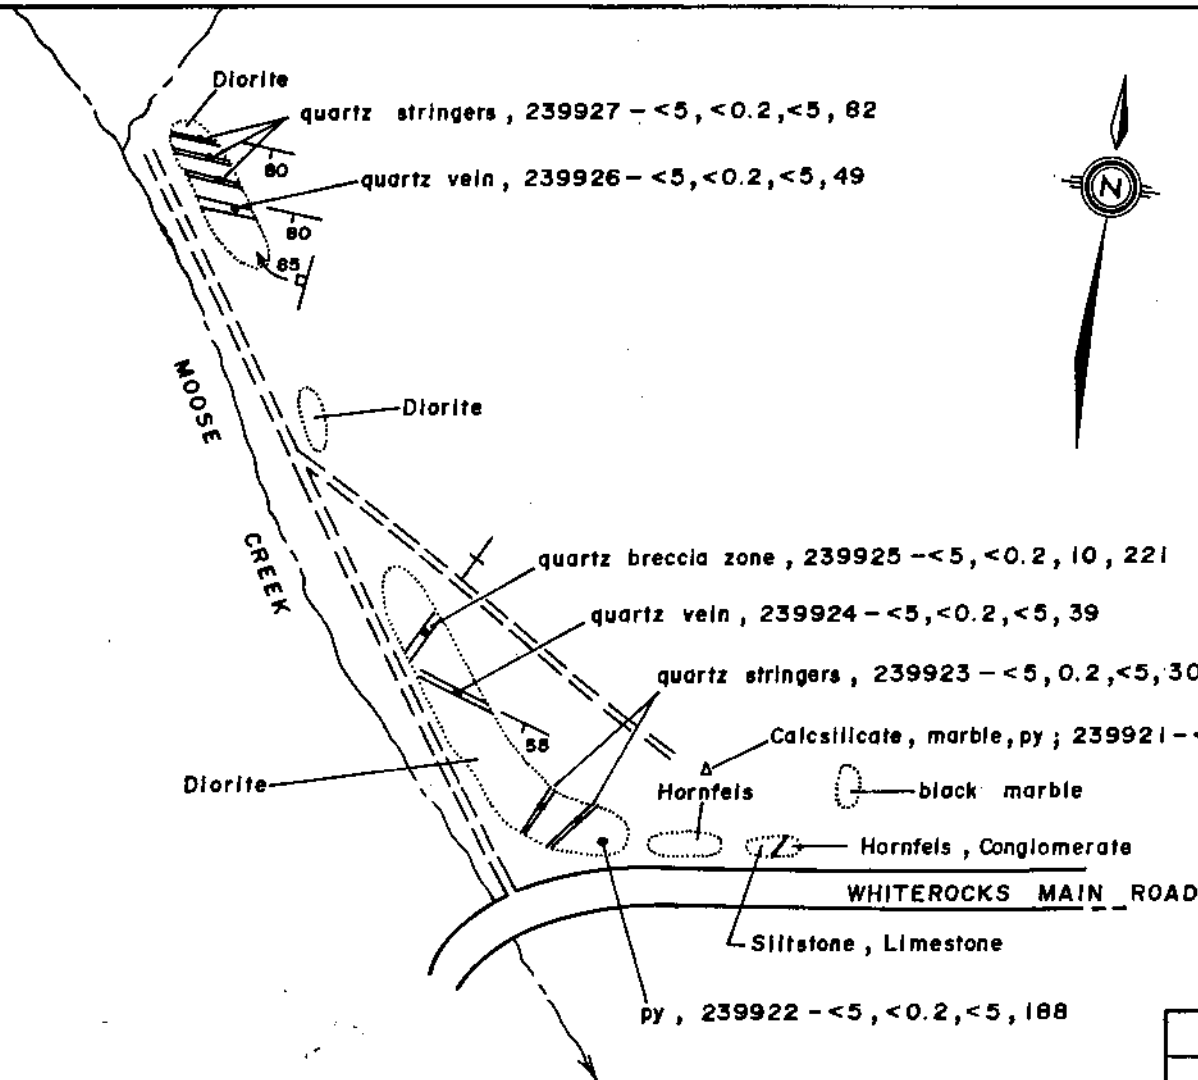 Diorite
quartz stringers, 239927 - <5, <0.2, <5, 82
80
quartz vein, 239926 - <5, <0.2, <5, 49
N
80
85
MOOSE
Diorite
CREEK
quartz breccia zone, 239925 - <5, <0.2, 10, 221
quartz vein, 239924 - <5, <0.2, <5, 39
quartz stringers, 239923 - <5, 0.2, <5, 30
58
Calcsilicate, marble, py; 239921 - <
Diorite
Hornfels
black marble
Hornfels, Conglomerate
WHITEROCKS MAIN ROAD
Siltstone, Limestone
py, 239922 - <5, <0.2, <5, 188